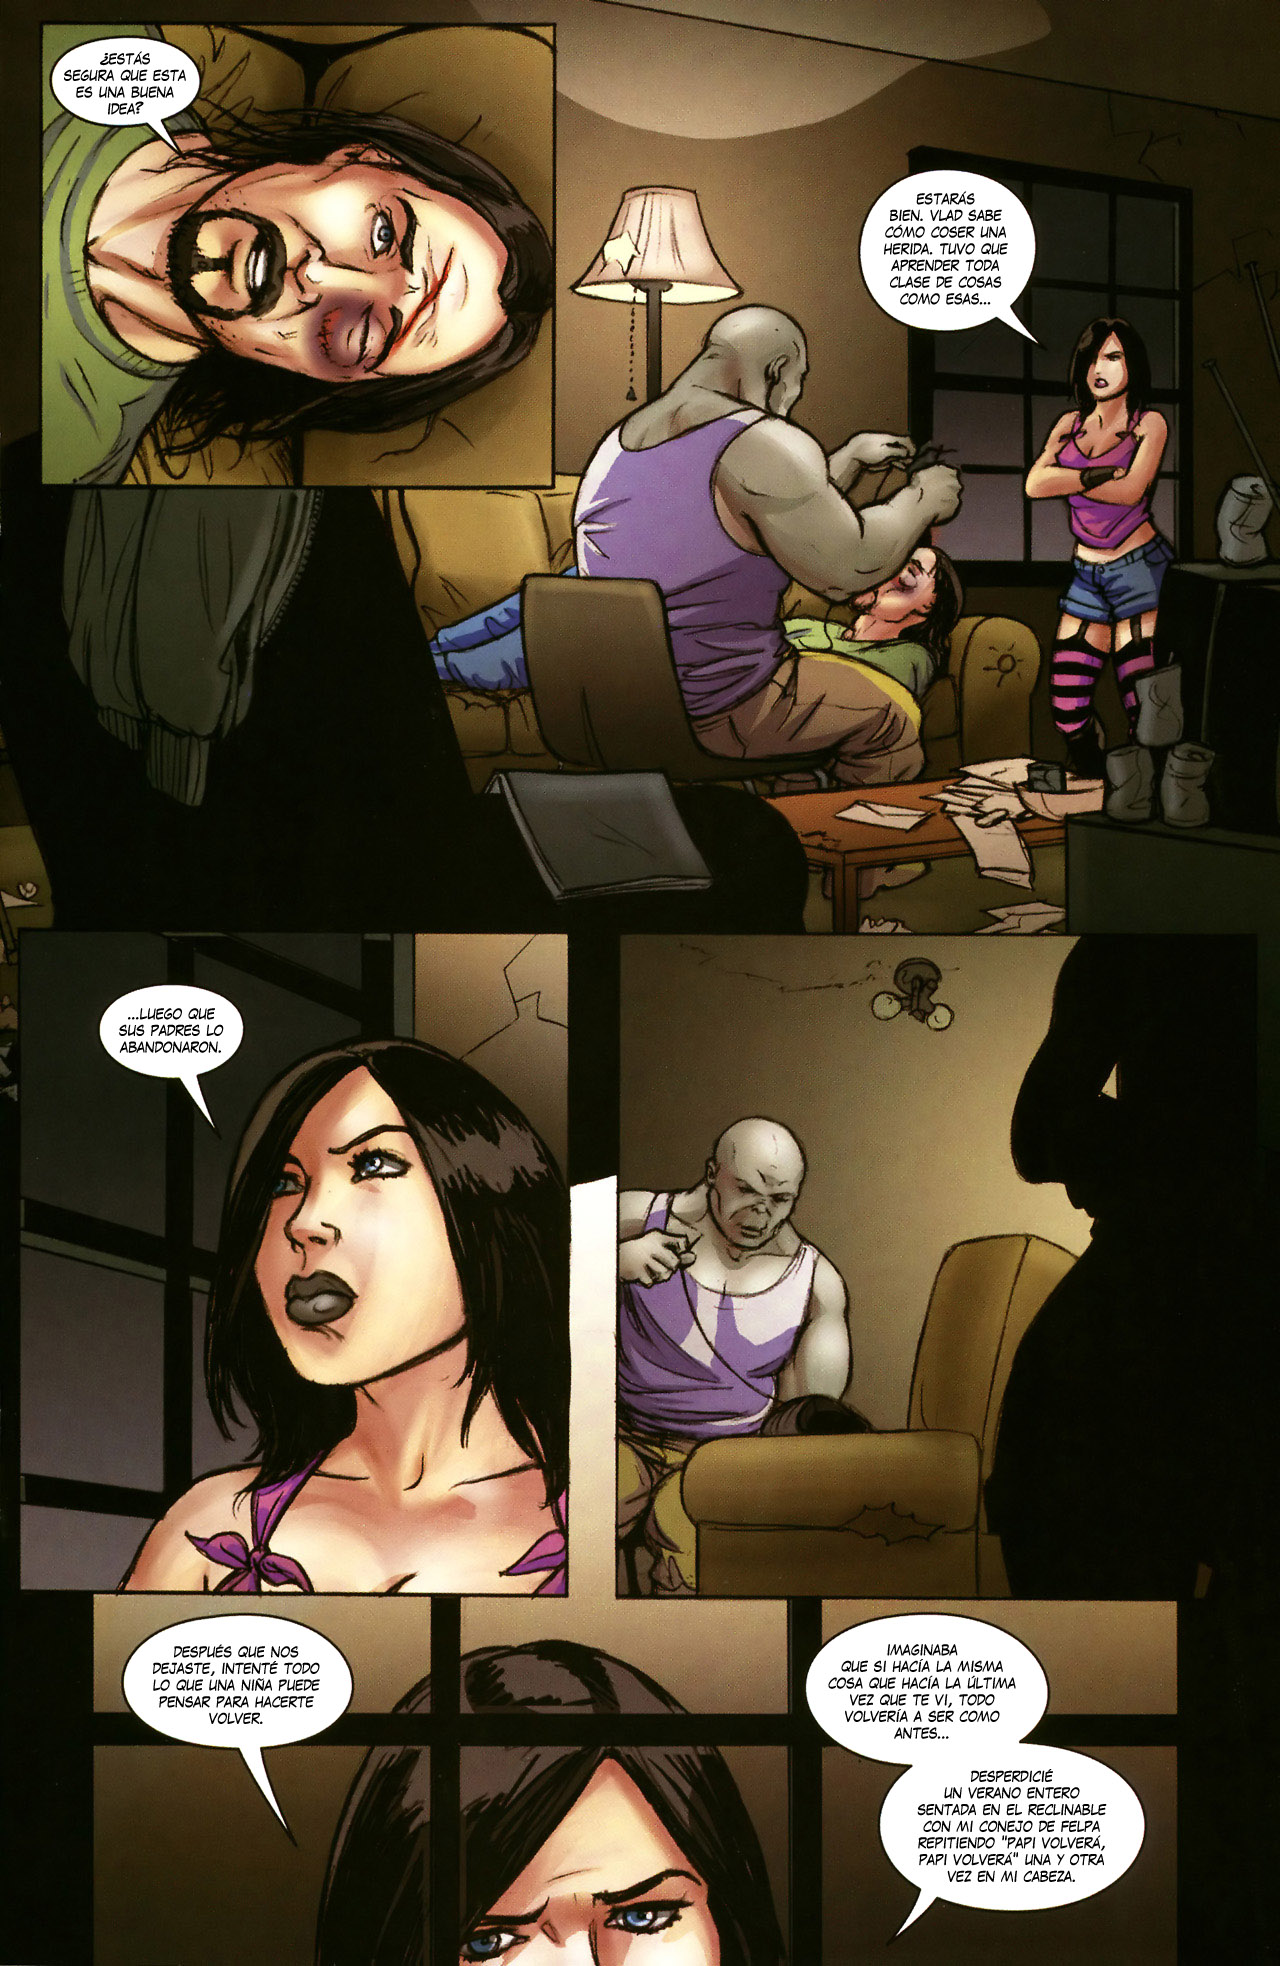 ¿ESTÁS
SEGURA QUE ESTA
ES UNA BUENA
IDEA?
ESTARÁS
BIEN. VLAD SABE
CÓMO COSER UNA
HERIDA. TUVO QUE
APRENDER TODA
CLASE DE COSAS
COMO ESAS...
...LUEGO QUE
SUS PADRES LO
ABANDONARON.
DESPUÉS QUE NOS
DEJASTE, INTENTÉ TODO
LO QUE UNA NIÑA PUEDE
PENSAR PARA HACERTE
VOLVER.
IMAGINABA
QUE SI HACÍA LA MISMA
COSA QUE HACÍA LA ÚLTIMA
VEZ QUE TE VI, TODO
VOLVERÍA A SER COMO
ANTES...
DESPERDICIÉ
UN VERANO ENTERO
SENTADA EN EL RECLINABLE
CON MI CONEJO DE FELPA
REPITIENDO "PAPI VOLVERÁ,
PAPI VOLVERÁ" UNA Y OTRA
VEZ EN MI CABEZA.